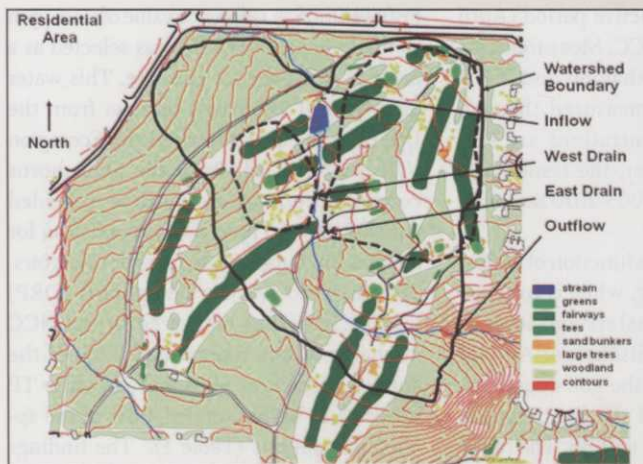 Residential
Area
North
Watershed
Boundary
Inflow
West Drain
East Drain
Outflow
stream
greens
fairways
tees
sand bunkers
large trees
woodland
contours